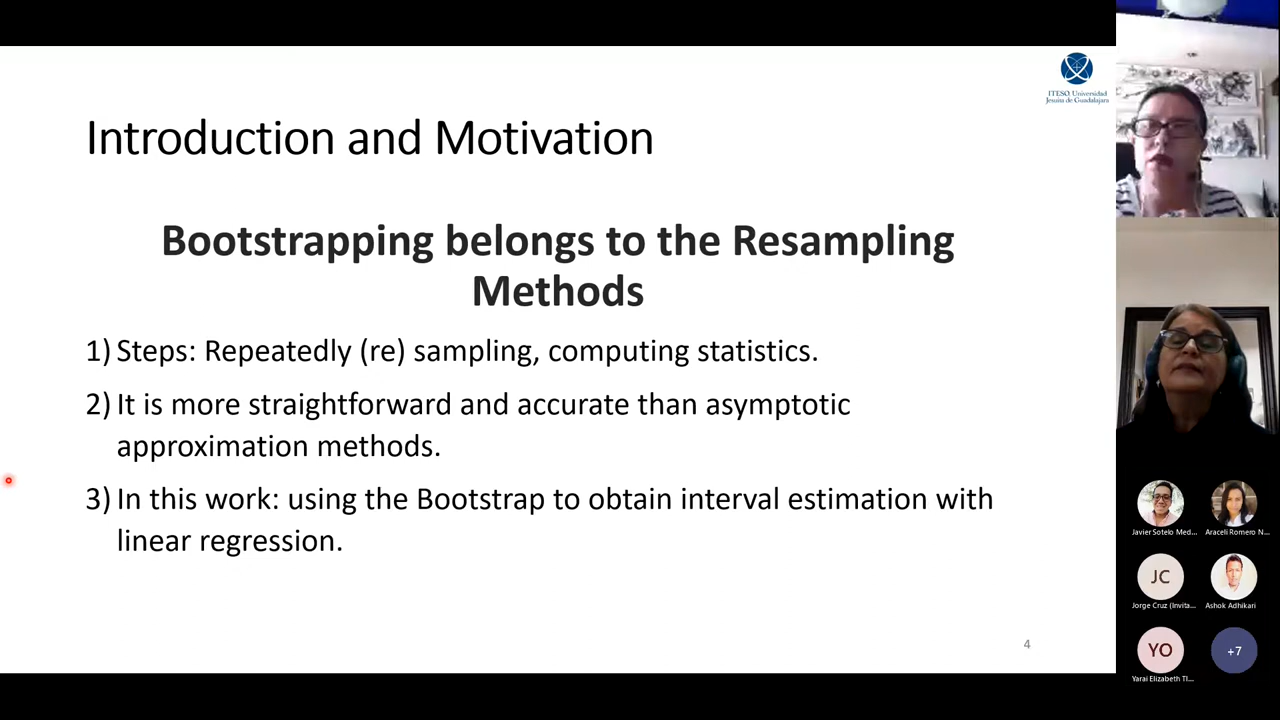 ITESO, Universidad
Jesuita de Guadalajara
Introduction and Motivation
Bootstrapping belongs to the Resampling
Methods
1) Steps: Repeatedly (re) sampling, computing statistics.
2) It is more straightforward and accurate than asymptotic
approximation methods.
3) In this work: using the Bootstrap to obtain interval estimation with
linear regression.
4
Javier Sotelo Med...
Araceli Romero N...
JC
Jorge Cruz (Invita...
Ashok Adhikari
YO
Yarai Elizabeth Tl...
+7